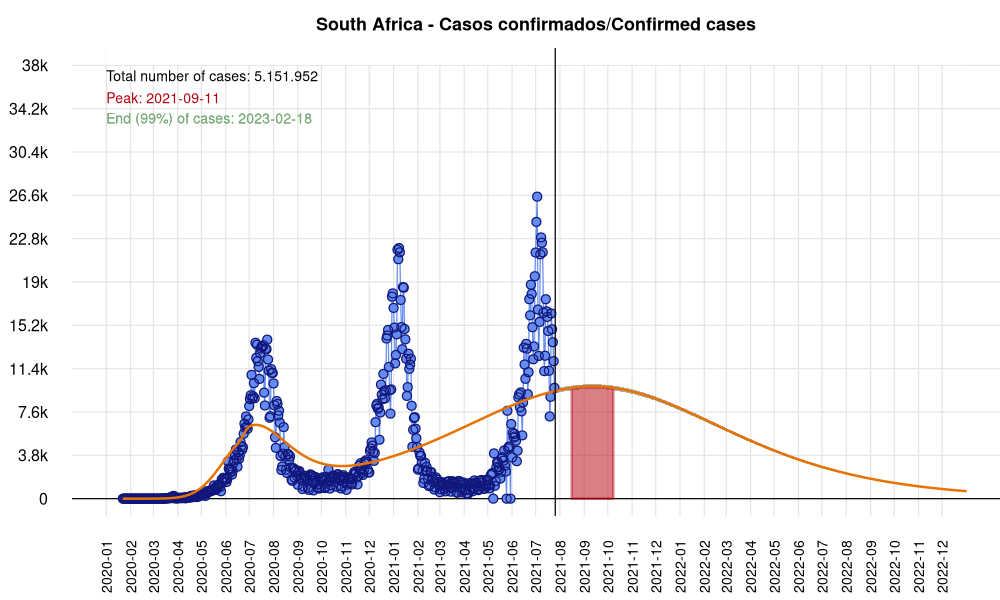 South Africa - Casos confirmados/Confirmed cases
Total number of cases: 5.151.952
Peak: 2021-09-11
End (99%) of cases: 2023-02-18
38k
34.2k
30.4k
26.6k
22.8k
19k
15.2k
11.4k
7.6k
3.8k
0
2020-01
2020-02
2020-03
2020-04
2020-05
2020-06
2020-07
2020-08
2020-09
2020-10
2020-11
2020-12
2021-01
2021-02
2021-03
2021-04
2021-05
2021-06
2021-07
2021-08
2021-09
2021-10
2021-11
2021-12
2022-01
2022-02
2022-03
2022-04
2022-05
2022-06
2022-07
2022-08
2022-09
2022-10
2022-11
2022-12